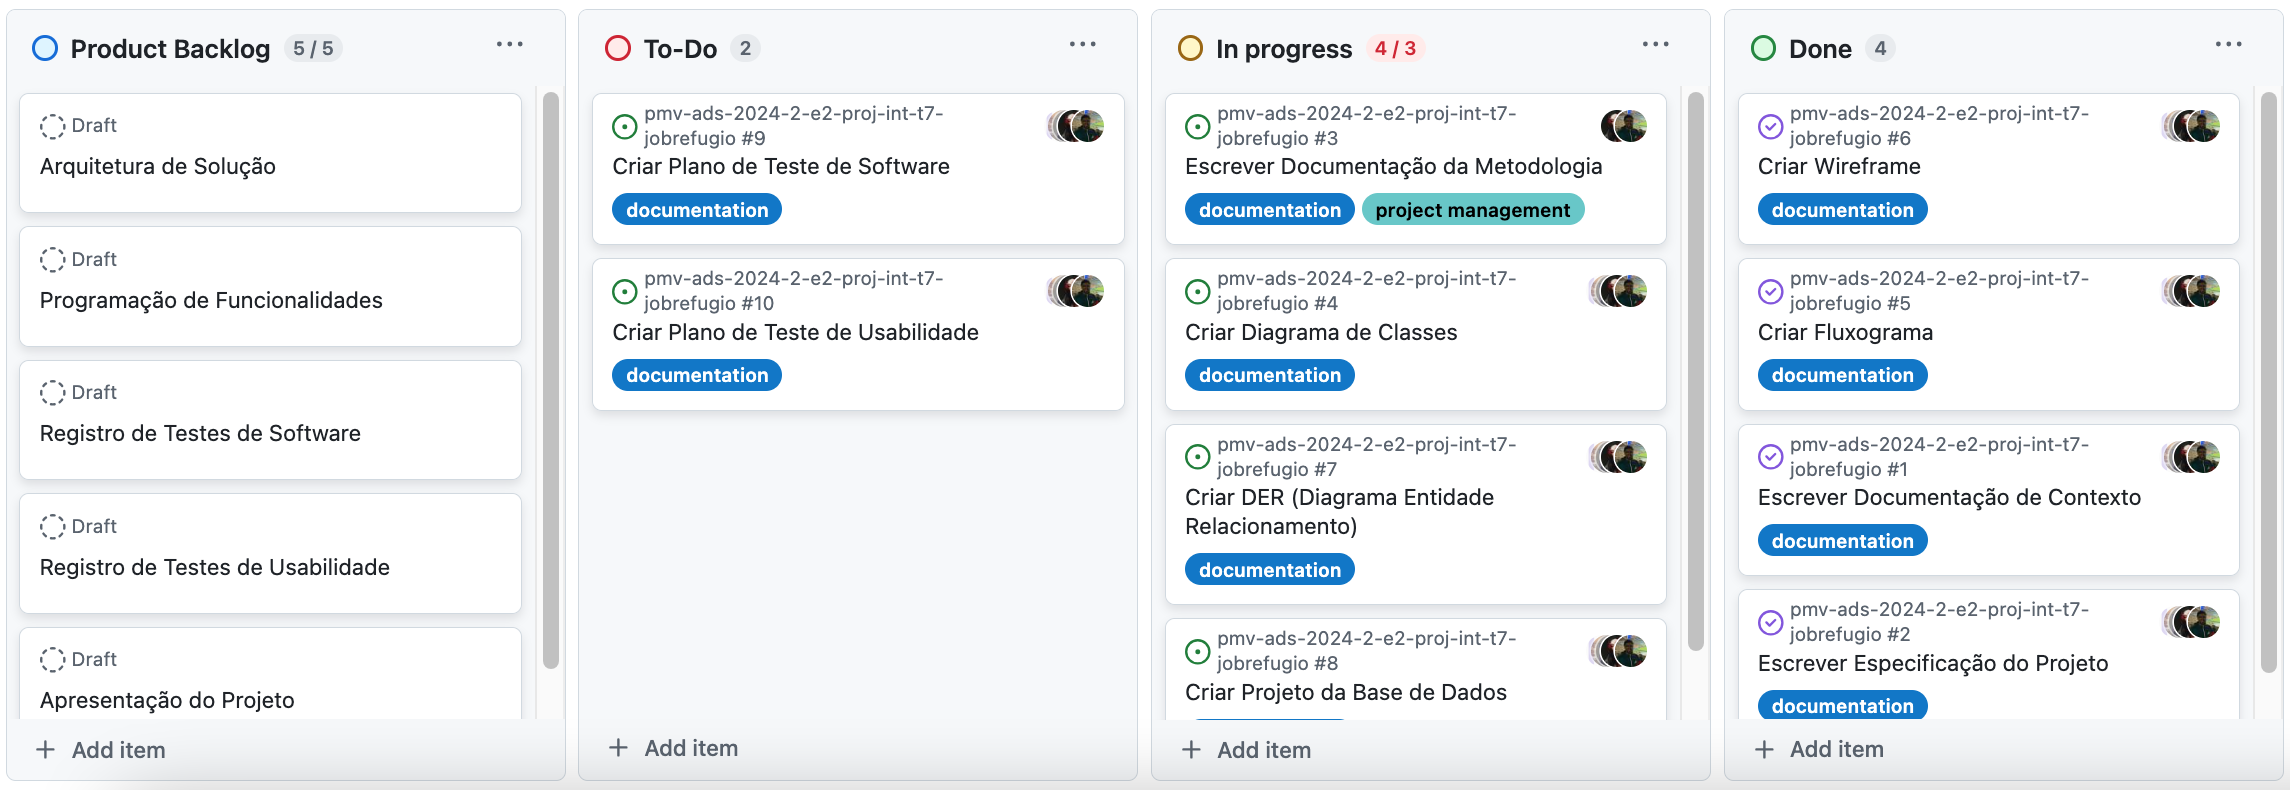 Product Backlog 5 / 5
Draft
Arquitetura de Solução
Draft
Programação de Funcionalidades
Draft
Registro de Testes de Software
Draft
Registro de Testes de Usabilidade
Draft
Apresentação do Projeto
Add item
To-Do 2
pmv-ads-2024-2-e2-proj-int-t7-
jobrefugio #9
Criar Plano de Teste de Software
documentation
pmv-ads-2024-2-e2-proj-int-t7-
jobrefugio #10
Criar Plano de Teste de Usabilidade
documentation
Add item
In progress 4 / 3
pmv-ads-2024-2-e2-proj-int-t7-
jobrefugio #3
Escrever Documentação da Metodologia
documentation project management
pmv-ads-2024-2-e2-proj-int-t7-
jobrefugio #4
Criar Diagrama de Classes
documentation
pmv-ads-2024-2-e2-proj-int-t7-
jobrefugio #7
Criar DER (Diagrama Entidade
Relacionamento)
documentation
pmv-ads-2024-2-e2-proj-int-t7-
jobrefugio #8
Criar Projeto da Base de Dados
Add item
Done 4
pmv-ads-2024-2-e2-proj-int-t7-
jobrefugio #6
Criar Wireframe
documentation
pmv-ads-2024-2-e2-proj-int-t7-
jobrefugio #5
Criar Fluxograma
documentation
pmv-ads-2024-2-e2-proj-int-t7-
jobrefugio #1
Escrever Documentação de Contexto
documentation
pmv-ads-2024-2-e2-proj-int-t7-
jobrefugio #2
Escrever Especificação do Projeto
documentation
Add item